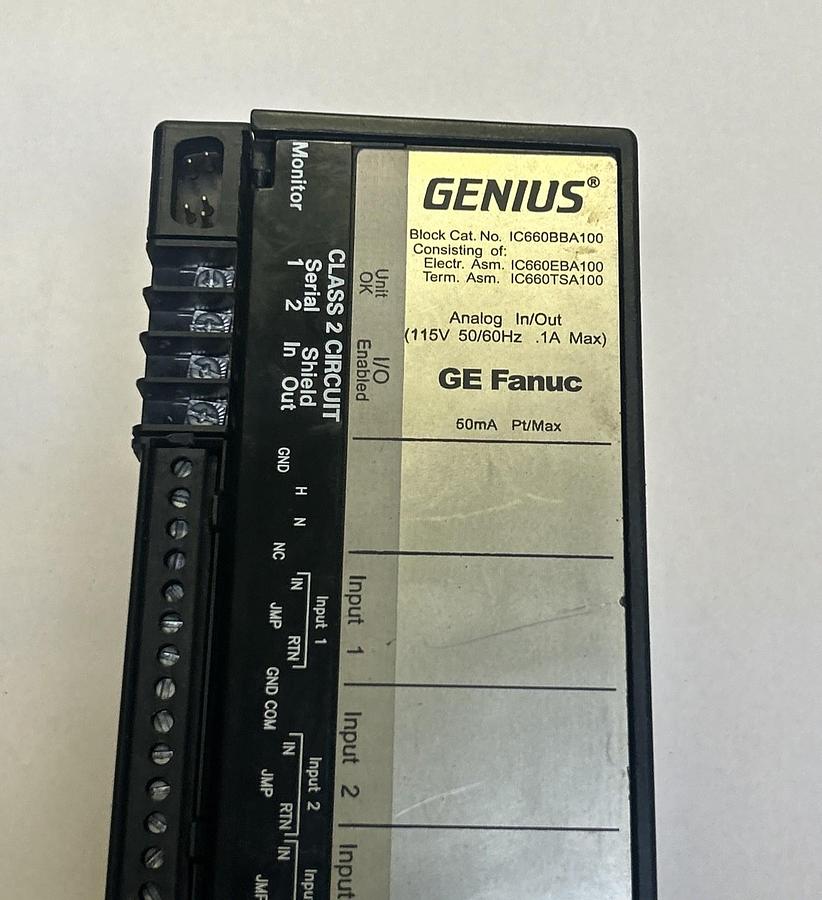 GENIUS®
Block Cat. No. IC660BBA100
Consisting of:
Electr. Asm. IC660EBA100
Term. Asm. IC660TSA100
Analog In/Out
(115V 50/60Hz .1A Max)
GE Fanuc
50mA Pt/Max
Unit
OK
I/O
Enabled
Input 1
Input 2
Input
Monitor
CLASS 2 CIRCUIT
Serial Shield
1 2 In Out
GND
H
N
NC
Input 1
IN
JMP
RTN
GND COM
Input 2
IN
JMP
RTN
IN
JMP